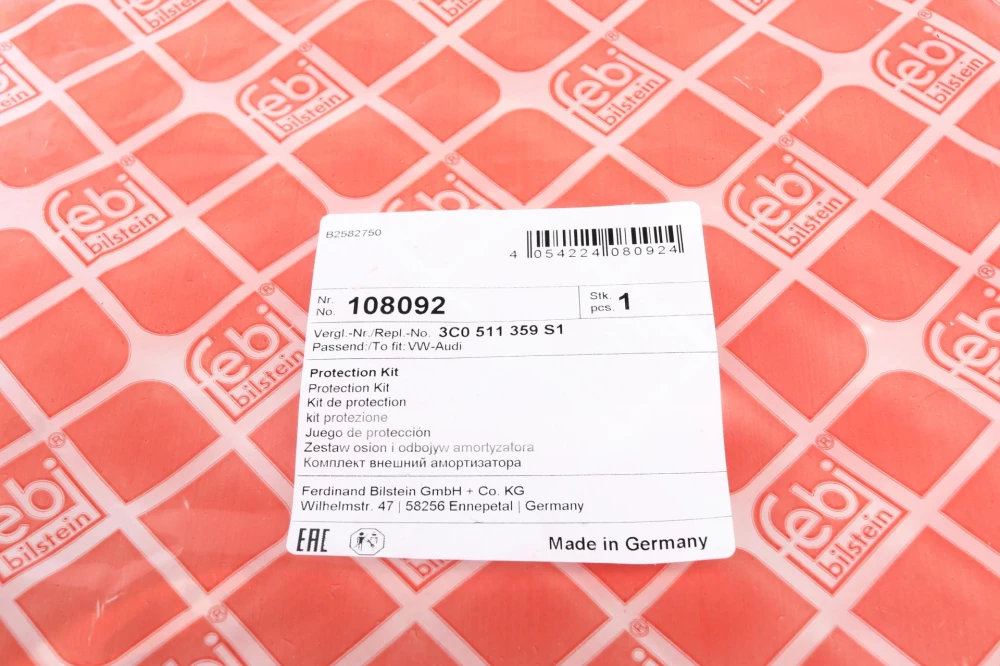 febi
bilstein
B2582750
4 054224 080924
Nr.
No. 108092
Stk.
pcs. 1
Vergl.-Nr./Repl.-No. 3C0 511 359 S1
Passend:/To fit: VW-Audi
Protection Kit
Protection Kit
Kit de protection
kit protezione
Juego de protección
Zestaw osion i odbojyw amortyzatora
Комплект внешний амортизатора
Ferdinand Bilstein GmbH + Co. KG
Wilhelmstr. 47 | 58256 Ennepetal | Germany
EAC
Made in Germany